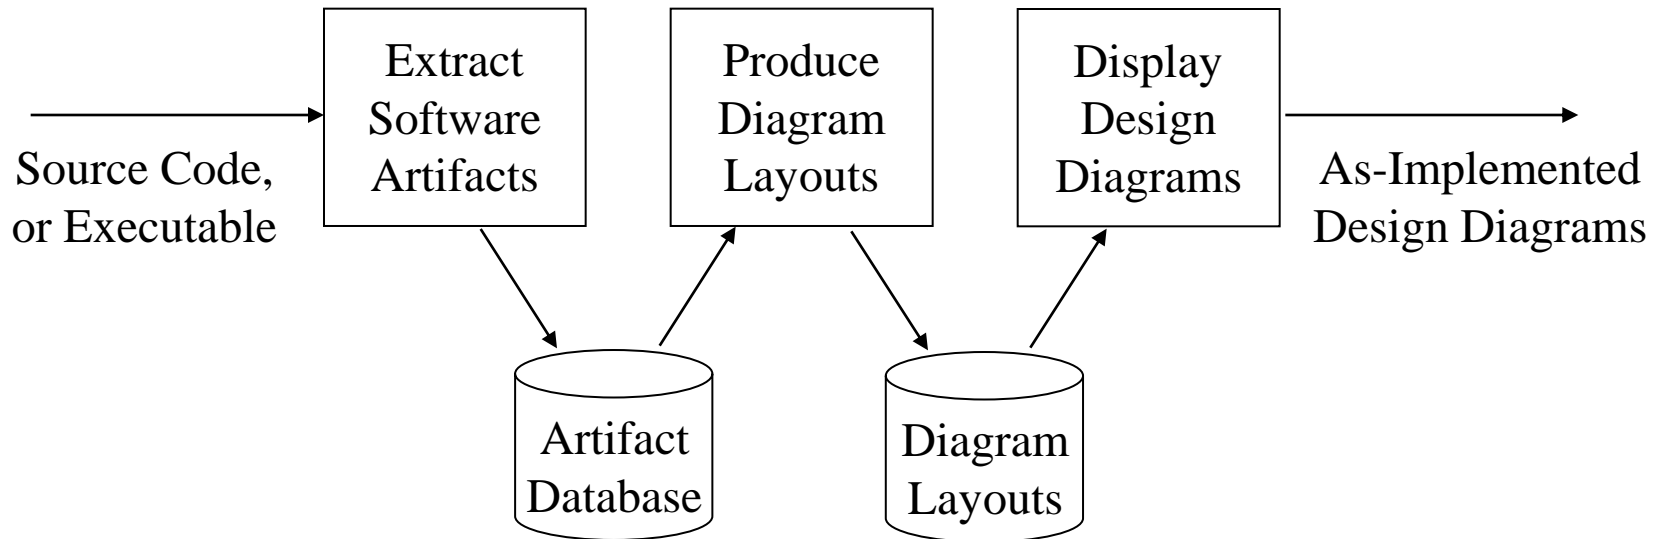 Extract
Software
Artifacts
Produce
Diagram
Layouts
Display
Design
Diagrams
Source Code,
or Executable
As-Implemented
Design Diagrams
Artifact
Database
Diagram
Layouts